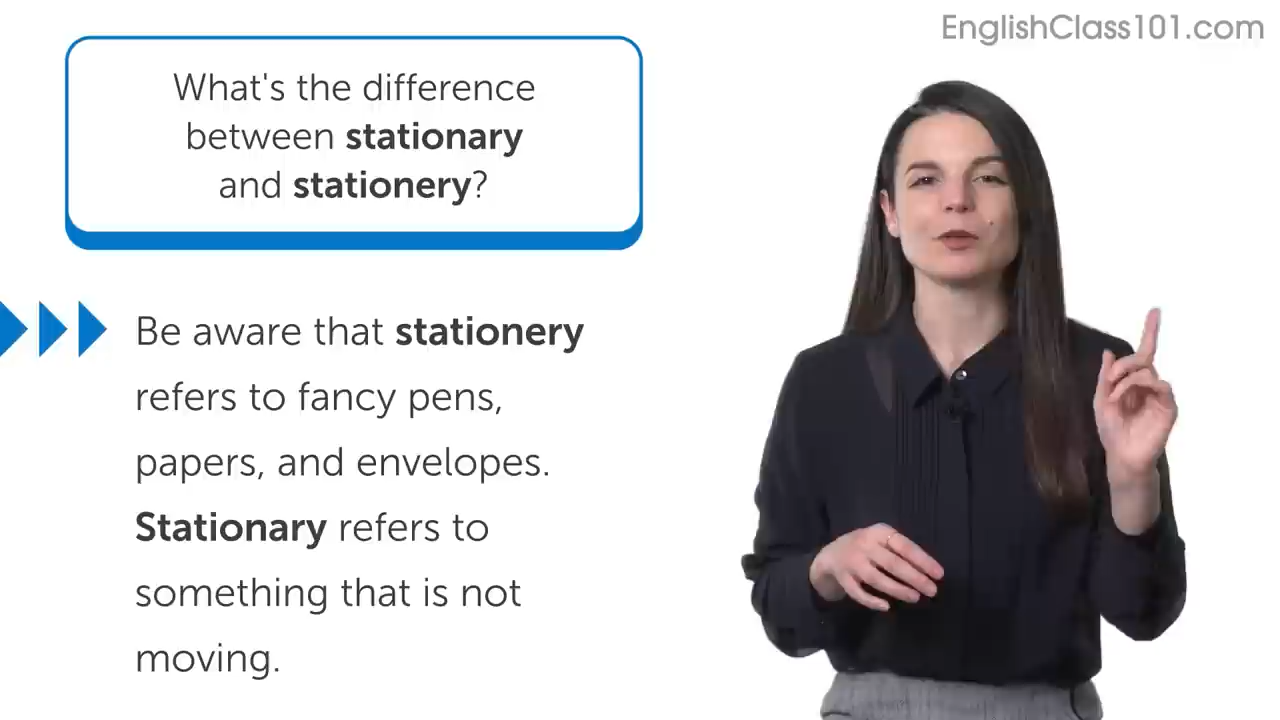 EnglishClass101.com
What's the difference
between stationary
and stationery?
Be aware that stationery
refers to fancy pens,
papers, and envelopes.
Stationary refers to
something that is not
moving.